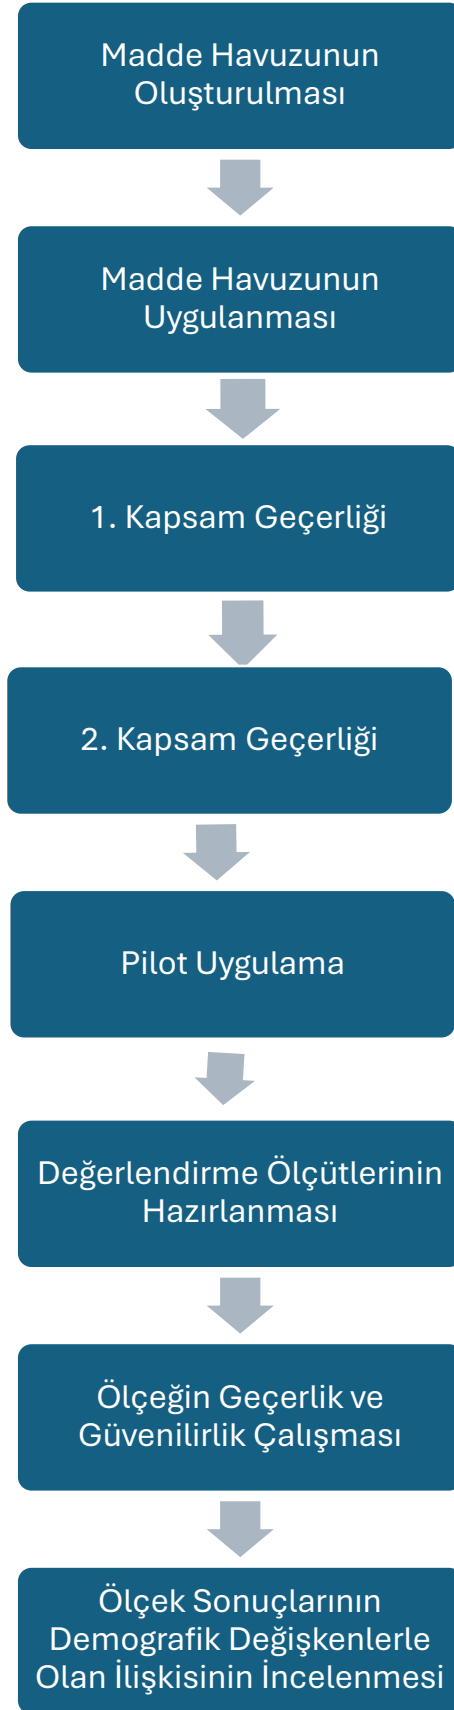 Madde Havuzunun
Oluşturulması
Madde Havuzunun
Uygulanması
1. Kapsam Geçerliği
2. Kapsam Geçerliği
Pilot Uygulama
Değerlendirme Ölçütlerinin
Hazırlanması
Ölçeğin Geçerlik ve
Güvenilirlik Çalışması
Ölçek Sonuçlarının
Demografik Değişkenlerle
Olan İlişkisinin İncelenmesi